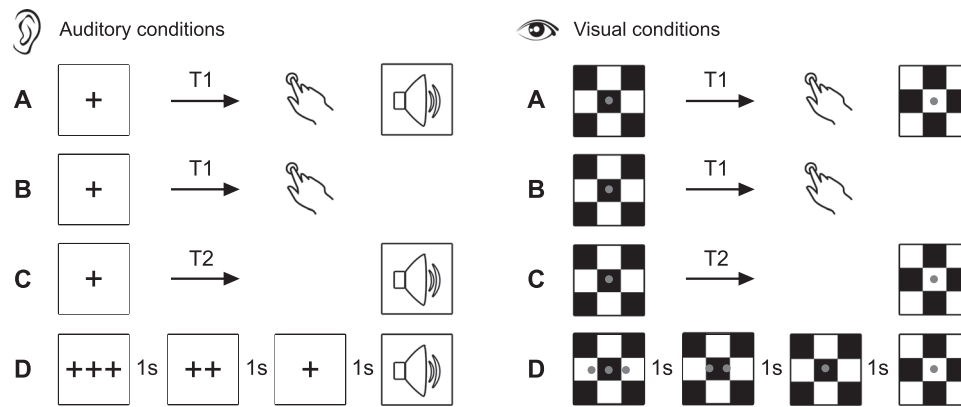 Auditory conditions
A + T1
B + T1
C + T2
D +++ 1s ++ 1s + 1s
Visual conditions
A T1
B T1
C T2
D 1s 1s 1s